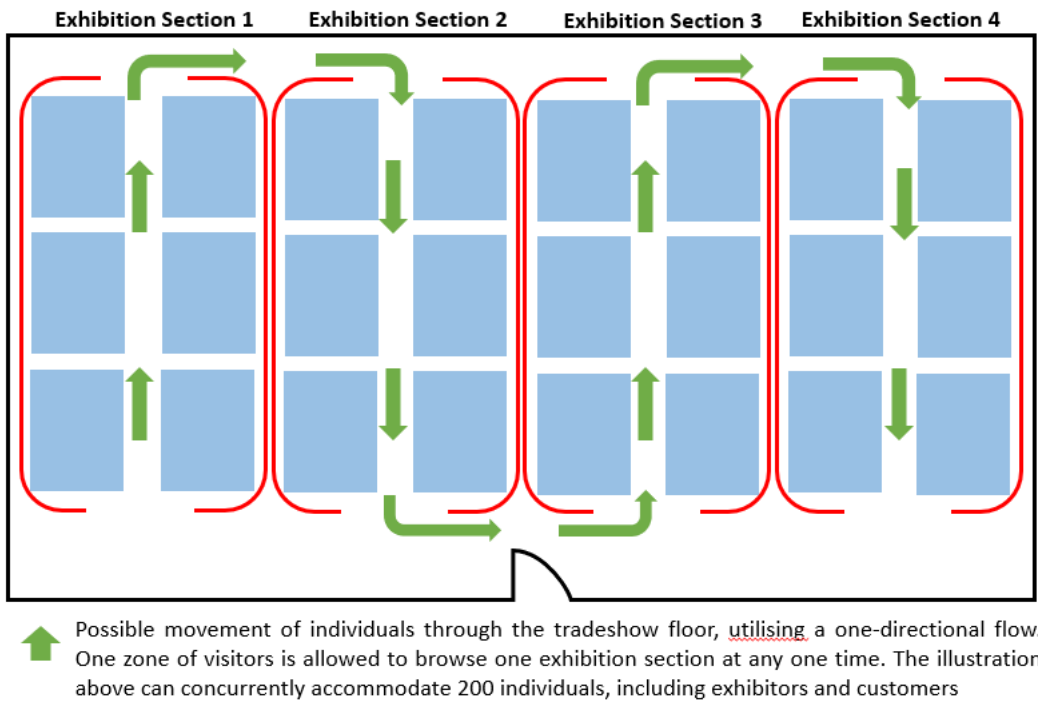 Exhibition Section 1 Exhibition Section 2 Exhibition Section 3 Exhibition Section 4
Possible movement of individuals through the tradeshow floor, utilising a one-directional flow.
One zone of visitors is allowed to browse one exhibition section at any one time. The illustration
above can concurrently accommodate 200 individuals, including exhibitors and customers